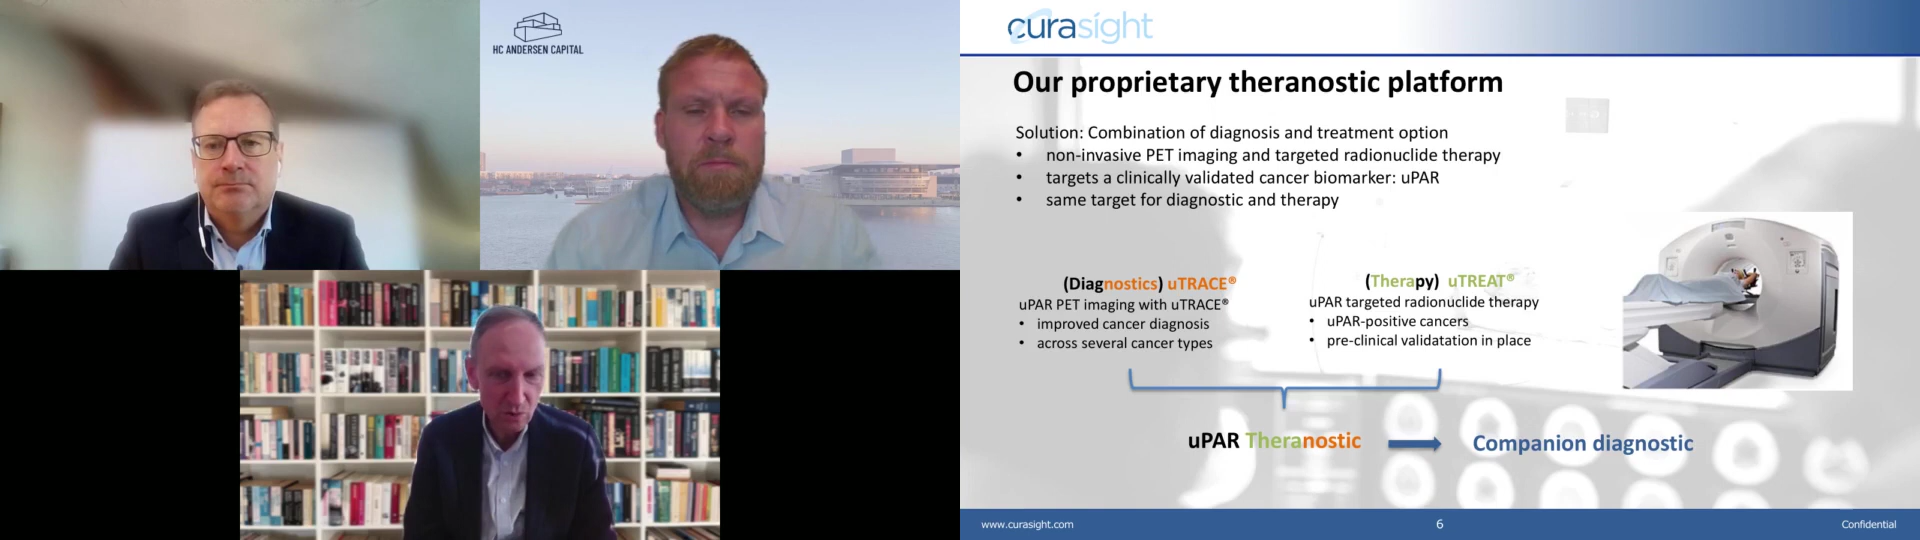 HC ANDERSEN CAPITAL
curasight
Our proprietary theranostic platform
Solution: Combination of diagnosis and treatment option
• non-invasive PET imaging and targeted radionuclide therapy
• targets a clinically validated cancer biomarker: uPAR
• same target for diagnostic and therapy
(Diagnostics) uTRACE®
uPAR PET imaging with uTRACE®
• improved cancer diagnosis
• across several cancer types
(Therapy) uTREAT®
uPAR targeted radionuclide therapy
• uPAR-positive cancers
• pre-clinical validatation in place
uPAR Theranostic
Companion diagnostic
www.curasight.com
6
Confidential